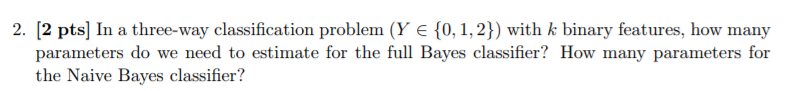 2. [2 pts] In a three-way classification problem (Y ∈ {0, 1, 2}) with k binary features, how many
parameters do we need to estimate for the full Bayes classifier? How many parameters for
the Naive Bayes classifier?